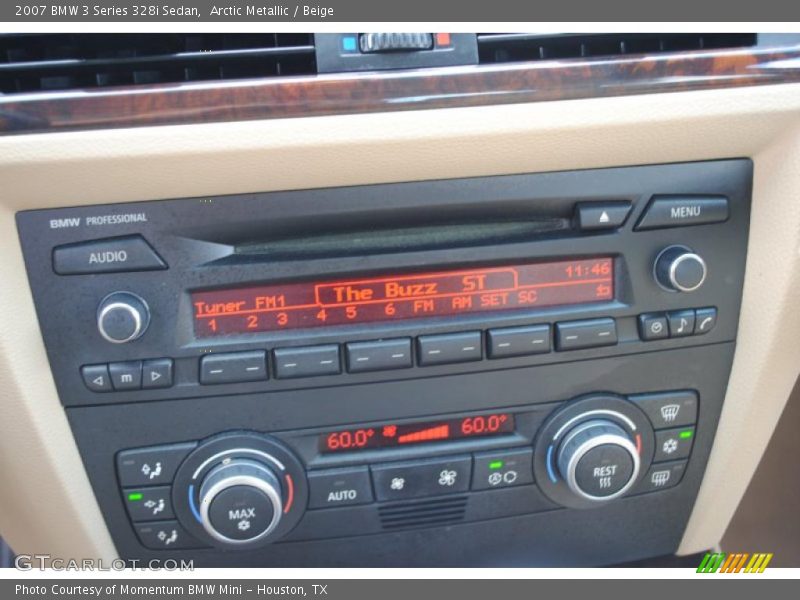 2007 BMW 3 Series 328i Sedan, Arctic Metallic / Beige
BMW PROFESSIONAL
MENU
AUDIO
11:46
Tuner FM1 The Buzz ST
1 2 3 4 5 6 FM AM SET SC
m
60.0° 60.0°
AUTO
REST
MAX
GTCARLOT.COM
Photo Courtesy of Momentum BMW Mini – Houston, TX